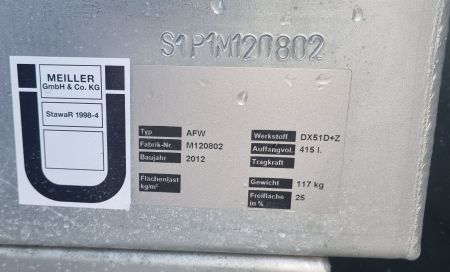 S1P1M120802
MEILLER
GmbH & Co. KG
StawaR 1998-4
Typ AFW
Fabrik-Nr. M120802
Baujahr 2012
Flächenlast
kg/m²
Werkstoff DX51D+Z
Auffangvol. 415 l.
Tragkraft
Gewicht 117 kg
Freifläche
in % 25